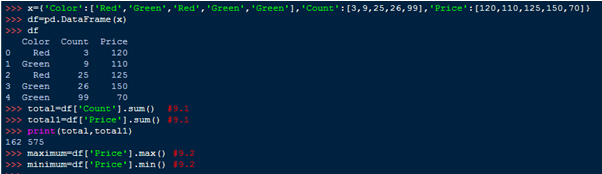 >>> x={'Color':['Red','Green','Red','Green','Green'],'Count':[3,9,25,26,99],'Price':[120,110,125,150,70]}
>>> df=pd.DataFrame(x)
>>> df
   Color  Count  Price
0    Red      3    120
1  Green      9    110
2    Red     25    125
3  Green     26    150
4  Green     99     70
>>> total=df['Count'].sum()  #9.1
>>> total1=df['Price'].sum() #9.1
>>> print(total,total1)
162 575
>>> maximum=df['Price'].max() #9.2
>>> minimum=df['Price'].min() #9.2